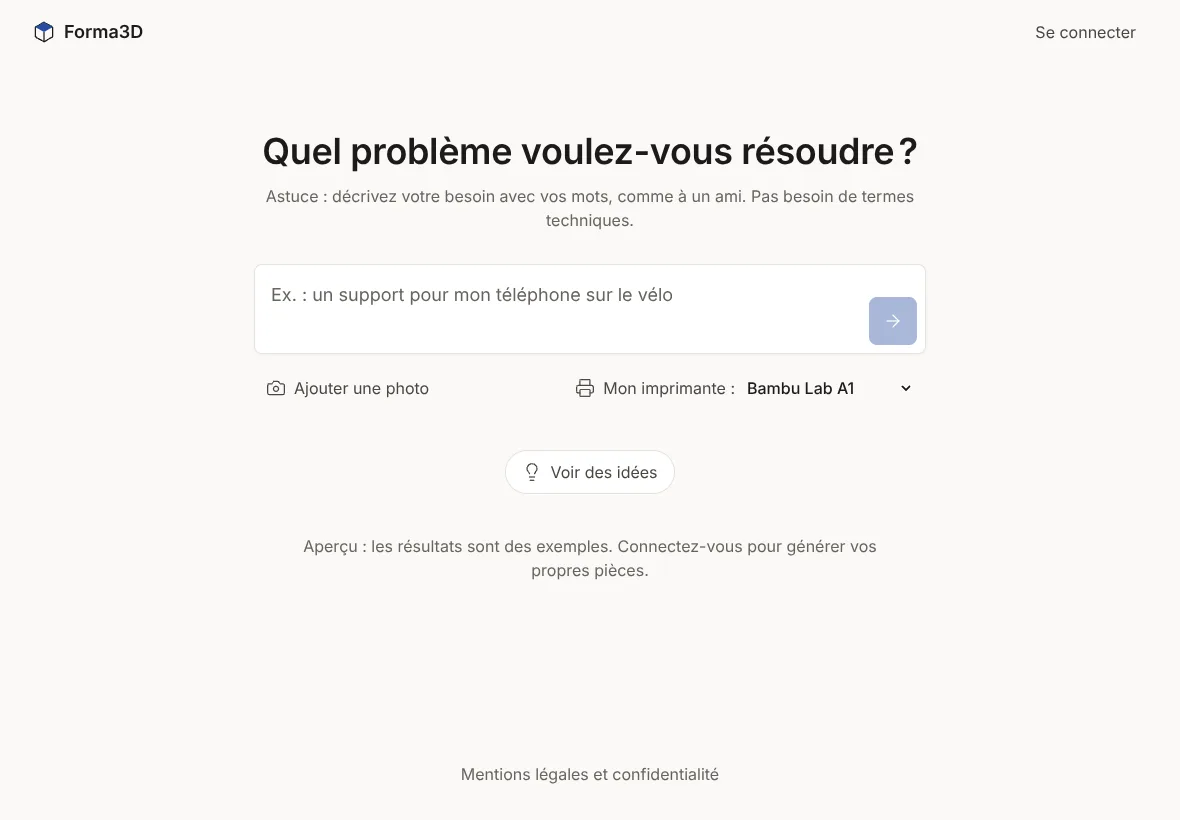 Forma3D
Se connecter
Quel problème voulez-vous résoudre ?
Astuce : décrivez votre besoin avec vos mots, comme à un ami. Pas besoin de termes
techniques.
Ex. : un support pour mon téléphone sur le vélo
Ajouter une photo
Mon imprimante : Bambu Lab A1
Voir des idées
Aperçu : les résultats sont des exemples. Connectez-vous pour générer vos
propres pièces.
Mentions légales et confidentialité